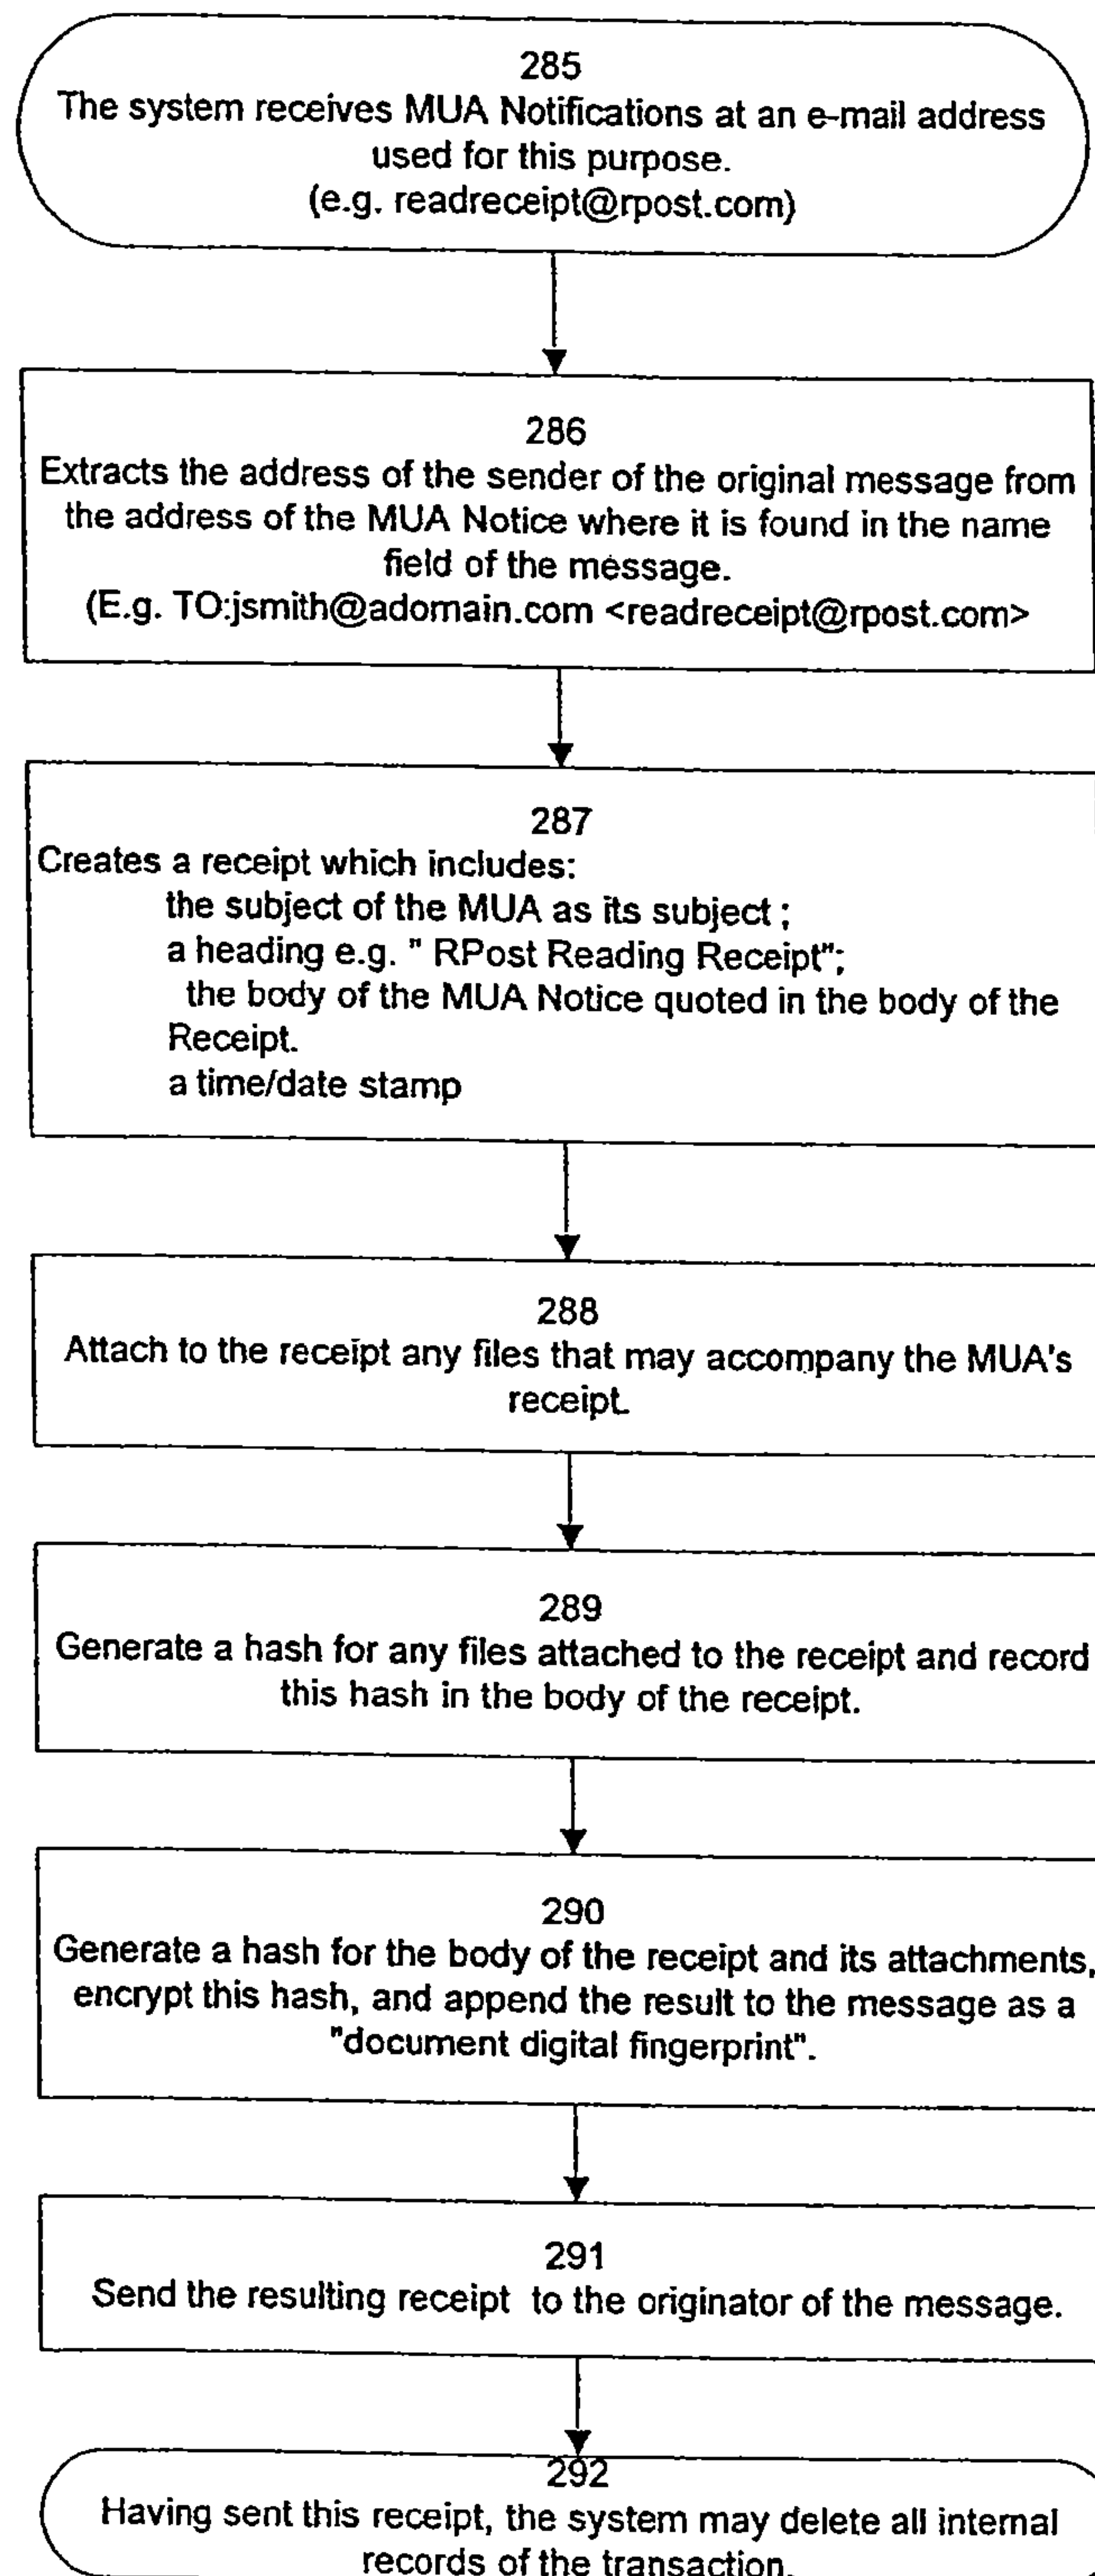 285
The system receives MUA Notifications at an e-mail address
used for this purpose.
(e.g. readreceipt@rpost.com)
286
Extracts the address of the sender of the original message from
the address of the MUA Notice where it is found in the name
field of the message.
(E.g. TO:jsmith@adomain.com <readreceipt@rpost.com>
287
Creates a receipt which includes:
the subject of the MUA as its subject ;
a heading e.g. " RPost Reading Receipt";
the body of the MUA Notice quoted in the body of the
Receipt.
a time/date stamp
288
Attach to the receipt any files that may accompany the MUA's
receipt.
289
Generate a hash for any files attached to the receipt and record
this hash in the body of the receipt.
290
Generate a hash for the body of the receipt and its attachments,
encrypt this hash, and append the result to the message as a
"document digital fingerprint".
291
Send the resulting receipt to the originator of the message.
292
Having sent this receipt, the system may delete all internal
records of the transaction.